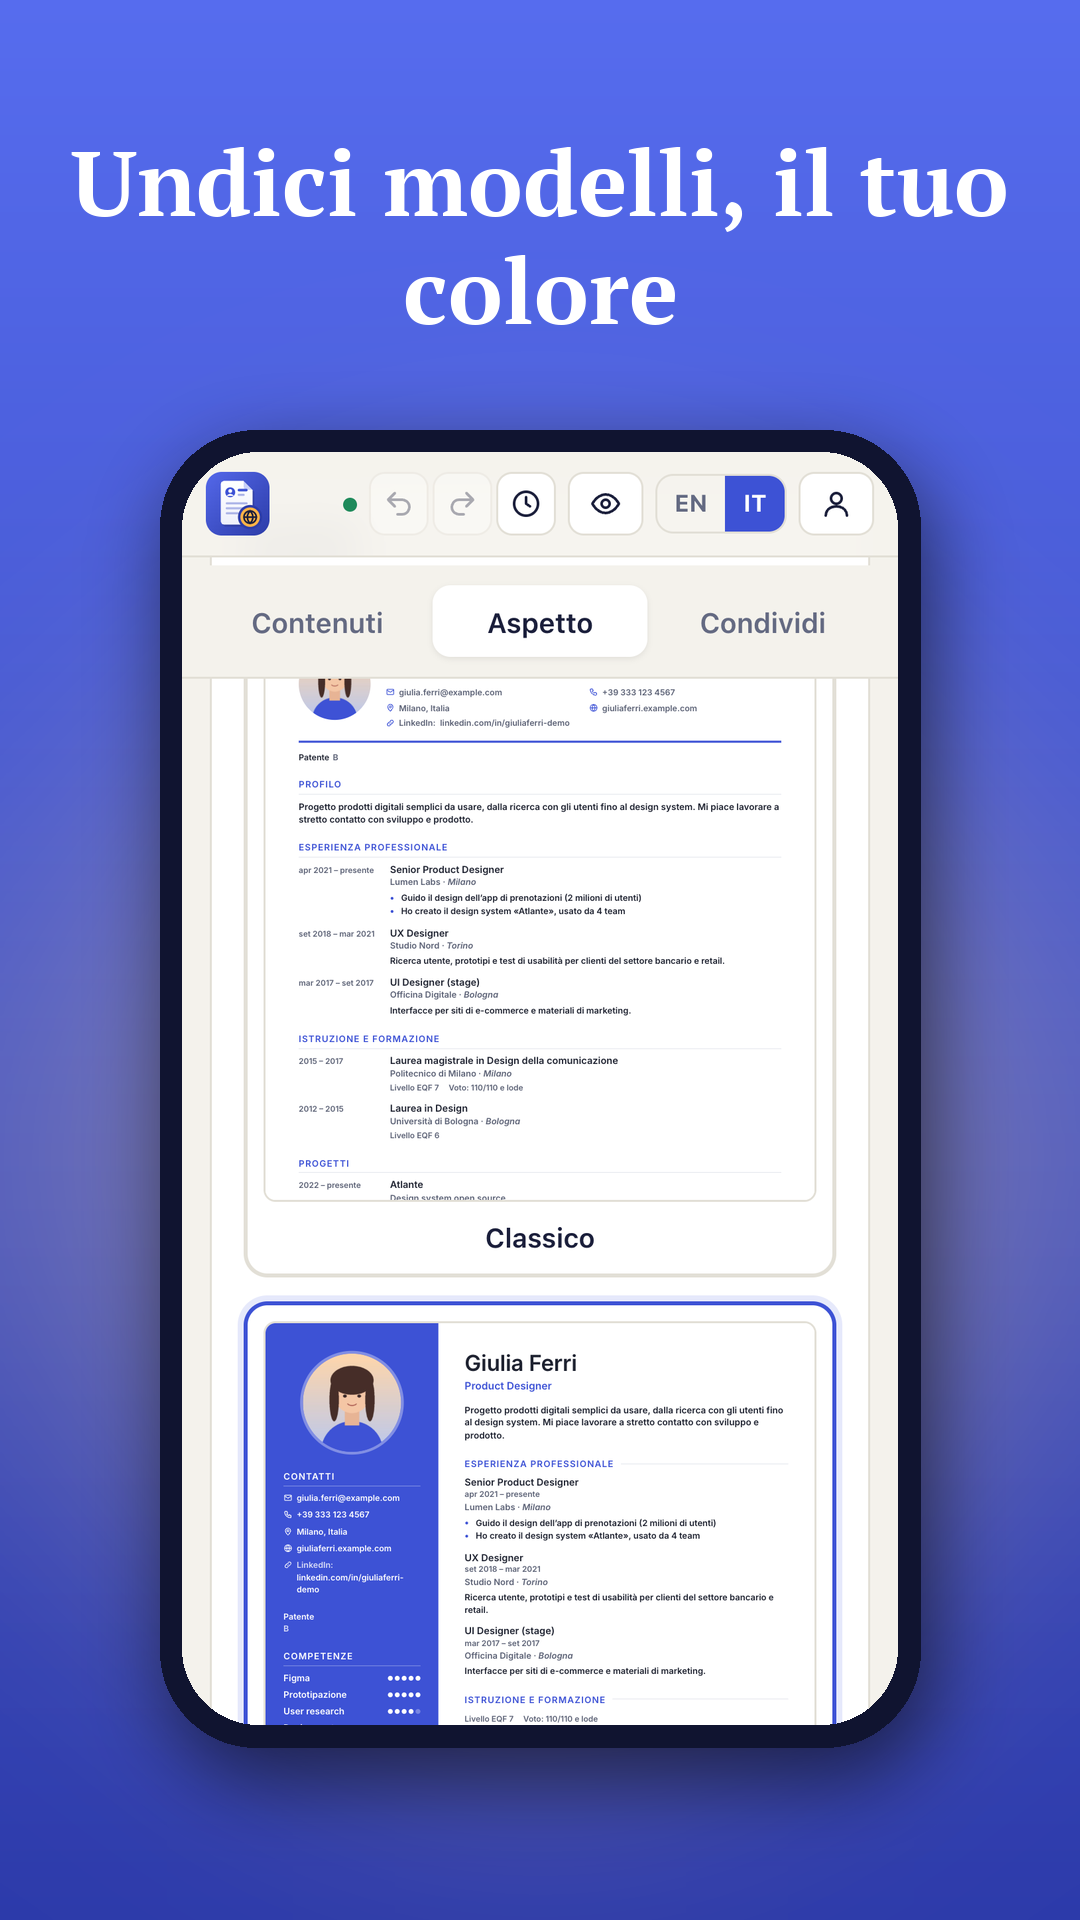 Undici modelli, il tuo
colore
EN IT
Contenuti Aspetto Condividi
giulia.ferri@example.com +39 333 123 4567
Milano, Italia giuliaferri.example.com
LinkedIn: linkedin.com/in/giuliaferri-demo
Patente B
PROFILO
Progetto prodotti digitali semplici da usare, dalla ricerca con gli utenti fino al design system. Mi piace lavorare a
stretto contatto con sviluppo e prodotto.
ESPERIENZA PROFESSIONALE
apr 2021 – presente Senior Product Designer
Lumen Labs · Milano
• Guido il design dell'app di prenotazioni (2 milioni di utenti)
• Ho creato il design system «Atlante», usato da 4 team
set 2018 – mar 2021 UX Designer
Studio Nord · Torino
Ricerca utente, prototipi e test di usabilità per clienti del settore bancario e retail.
mar 2017 – set 2017 UI Designer (stage)
Officina Digitale · Bologna
Interfacce per siti di e-commerce e materiali di marketing.
ISTRUZIONE E FORMAZIONE
2015 – 2017 Laurea magistrale in Design della comunicazione
Politecnico di Milano · Milano
Livello EQF 7 Voto: 110/110 e lode
2012 – 2015 Laurea in Design
Università di Bologna · Bologna
Livello EQF 6
PROGETTI
2022 – presente Atlante
Design system open source
Classico
CONTATTI
giulia.ferri@example.com
+39 333 123 4567
Milano, Italia
giuliaferri.example.com
LinkedIn:
linkedin.com/in/giuliaferri-
demo
Patente
B
COMPETENZE
Figma
Prototipazione
User research
Giulia Ferri
Product Designer
Progetto prodotti digitali semplici da usare, dalla ricerca con gli utenti fino
al design system. Mi piace lavorare a stretto contatto con sviluppo e
prodotto.
ESPERIENZA PROFESSIONALE
Senior Product Designer
apr 2021 – presente
Lumen Labs · Milano
• Guido il design dell'app di prenotazioni (2 milioni di utenti)
• Ho creato il design system «Atlante», usato da 4 team
UX Designer
set 2018 – mar 2021
Studio Nord · Torino
Ricerca utente, prototipi e test di usabilità per clienti del settore bancario e
retail.
UI Designer (stage)
mar 2017 – set 2017
Officina Digitale · Bologna
Interfacce per siti di e-commerce e materiali di marketing.
ISTRUZIONE E FORMAZIONE
Livello EQF 7 Voto: 110/110 e lode